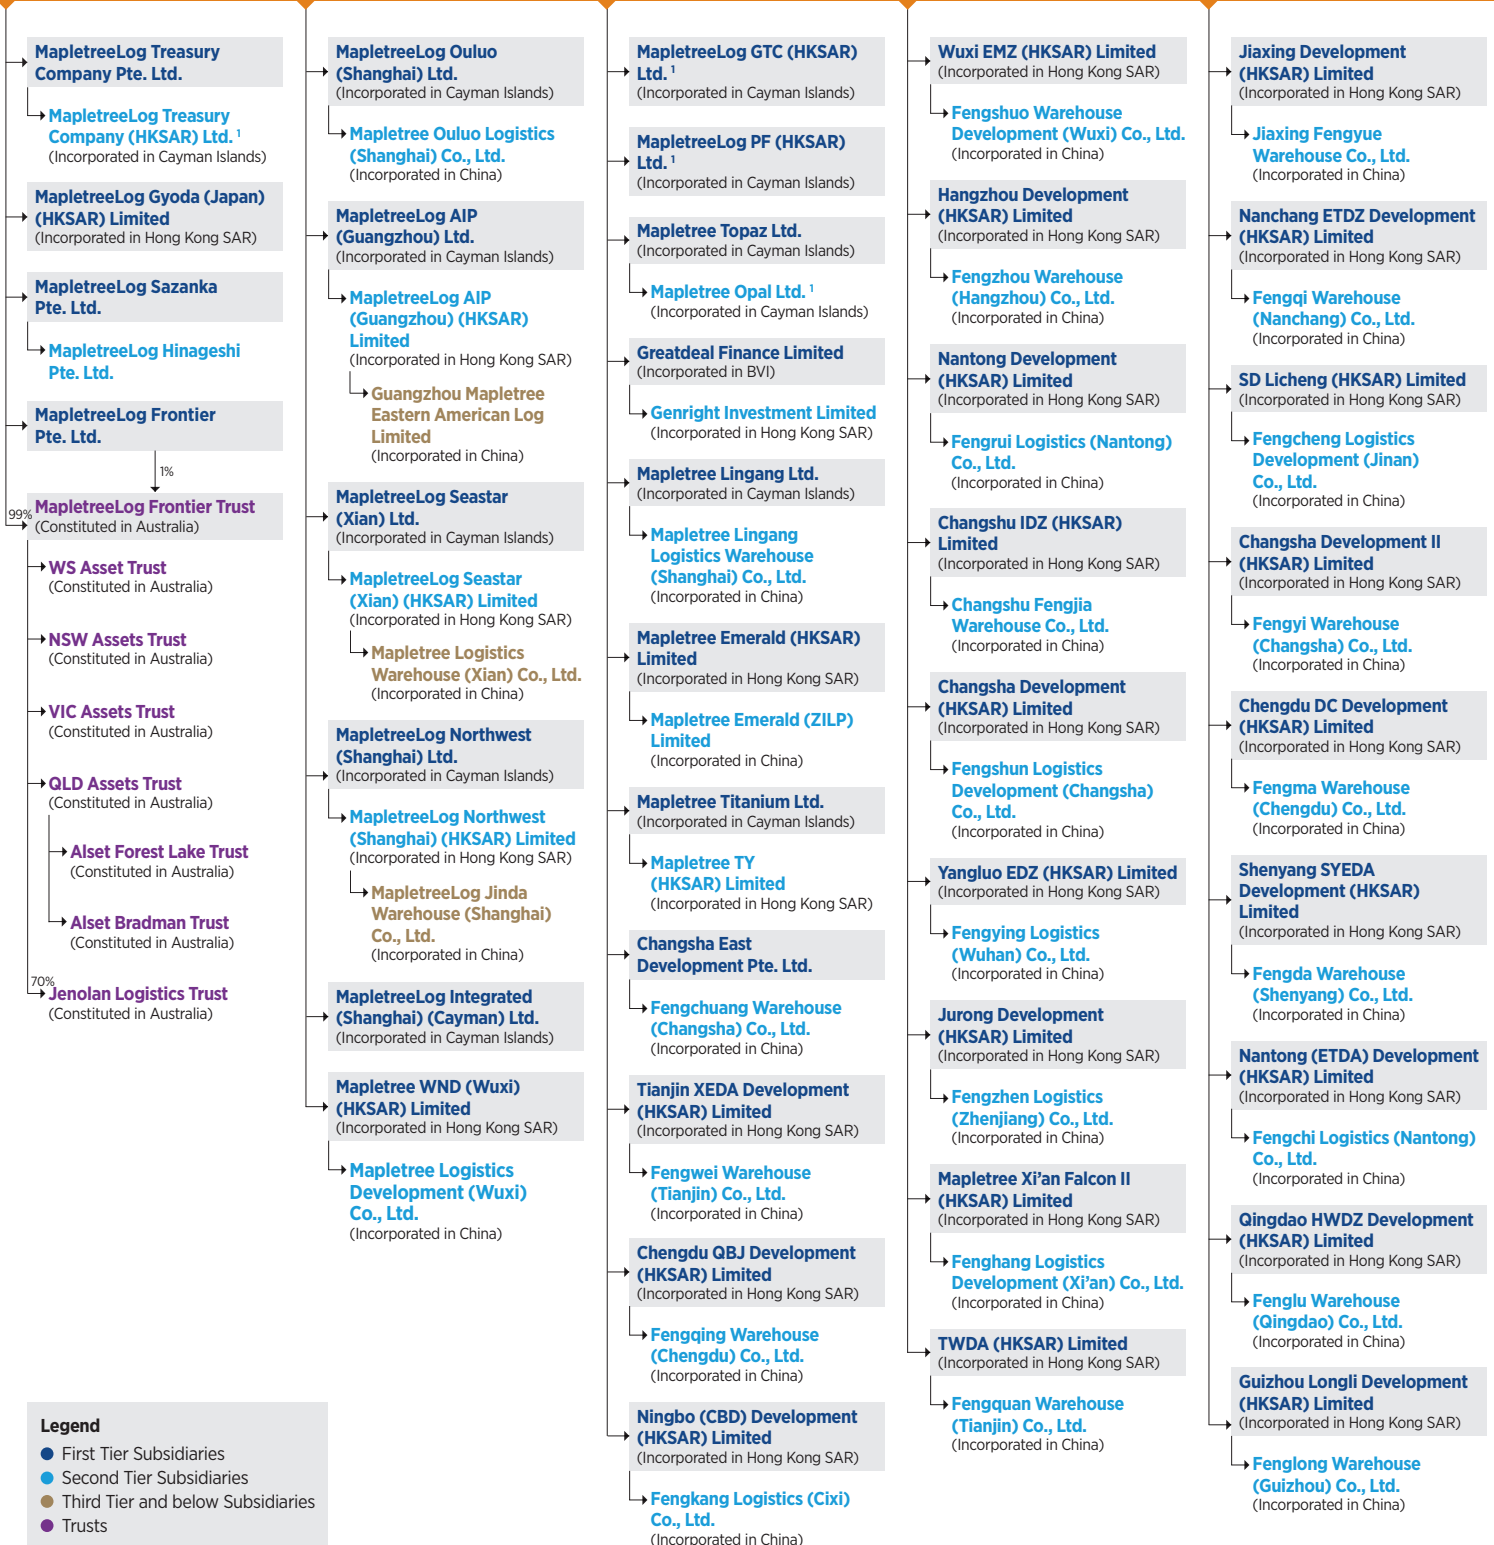 MapletreeLog Treasury
Company Pte. Ltd.
MapletreeLog Treasury
Company (HKSAR) Ltd. 1
(Incorporated in Cayman Islands)
MapletreeLog Gyoda (Japan)
(HKSAR) Limited
(Incorporated in Hong Kong SAR)
MapletreeLog Sazanka
Pte. Ltd.
MapletreeLog Hinageshi
Pte. Ltd.
MapletreeLog Frontier
Pte. Ltd.
1%
99%
MapletreeLog Frontier Trust
(Constituted in Australia)
WS Asset Trust
(Constituted in Australia)
NSW Assets Trust
(Constituted in Australia)
VIC Assets Trust
(Constituted in Australia)
QLD Assets Trust
(Constituted in Australia)
Alset Forest Lake Trust
(Constituted in Australia)
Alset Bradman Trust
(Constituted in Australia)
70%
Jenolan Logistics Trust
(Constituted in Australia)
MapletreeLog Ouluo
(Shanghai) Ltd.
(Incorporated in Cayman Islands)
Mapletree Ouluo Logistics
(Shanghai) Co., Ltd.
(Incorporated in China)
MapletreeLog AIP
(Guangzhou) Ltd.
(Incorporated in Cayman Islands)
MapletreeLog AIP
(Guangzhou) (HKSAR)
Limited
(Incorporated in Hong Kong SAR)
Guangzhou Mapletree
Eastern American Log
Limited
(Incorporated in China)
MapletreeLog Seastar
(Xian) Ltd.
(Incorporated in Cayman Islands)
MapletreeLog Seastar
(Xian) (HKSAR) Limited
(Incorporated in Hong Kong SAR)
Mapletree Logistics
Warehouse (Xian) Co., Ltd.
(Incorporated in China)
MapletreeLog Northwest
(Shanghai) Ltd.
(Incorporated in Cayman Islands)
MapletreeLog Northwest
(Shanghai) (HKSAR) Limited
(Incorporated in Hong Kong SAR)
MapletreeLog Jinda
Warehouse (Shanghai)
Co., Ltd.
(Incorporated in China)
MapletreeLog Integrated
(Shanghai) (Cayman) Ltd.
(Incorporated in Cayman Islands)
Mapletree WND (Wuxi)
(HKSAR) Limited
(Incorporated in Hong Kong SAR)
Mapletree Logistics
Development (Wuxi)
Co., Ltd.
(Incorporated in China)
MapletreeLog GTC (HKSAR)
Ltd. 1
(Incorporated in Cayman Islands)
MapletreeLog PF (HKSAR)
Ltd. 1
(Incorporated in Cayman Islands)
Mapletree Topaz Ltd.
(Incorporated in Cayman Islands)
Mapletree Opal Ltd. 1
(Incorporated in Cayman Islands)
Greatdeal Finance Limited
(Incorporated in BVI)
Genright Investment Limited
(Incorporated in Hong Kong SAR)
Mapletree Lingang Ltd.
(Incorporated in Cayman Islands)
Mapletree Lingang
Logistics Warehouse
(Shanghai) Co., Ltd.
(Incorporated in China)
Mapletree Emerald (HKSAR)
Limited
(Incorporated in Hong Kong SAR)
Mapletree Emerald (ZILP)
Limited
(Incorporated in China)
Mapletree Titanium Ltd.
(Incorporated in Cayman Islands)
Mapletree TY
(HKSAR) Limited
(Incorporated in Hong Kong SAR)
Changsha East
Development Pte. Ltd.
Fengchuang Warehouse
(Changsha) Co., Ltd.
(Incorporated in China)
Tianjin XEDA Development
(HKSAR) Limited
(Incorporated in Hong Kong SAR)
Fengwei Warehouse
(Tianjin) Co., Ltd.
(Incorporated in China)
Chengdu QBJ Development
(HKSAR) Limited
(Incorporated in Hong Kong SAR)
Fengqing Warehouse
(Chengdu) Co., Ltd.
(Incorporated in China)
Ningbo (CBD) Development
(HKSAR) Limited
(Incorporated in Hong Kong SAR)
Fengkang Logistics (Cixi)
Co., Ltd.
(Incorporated in China)
Wuxi EMZ (HKSAR) Limited
(Incorporated in Hong Kong SAR)
Fengshuo Warehouse
Development (Wuxi) Co., Ltd.
(Incorporated in China)
Hangzhou Development
(HKSAR) Limited
(Incorporated in Hong Kong SAR)
Fengzhou Warehouse
(Hangzhou) Co., Ltd.
(Incorporated in China)
Nantong Development
(HKSAR) Limited
(Incorporated in Hong Kong SAR)
Fengrui Logistics (Nantong)
Co., Ltd.
(Incorporated in China)
Changshu IDZ (HKSAR)
Limited
(Incorporated in Hong Kong SAR)
Changshu Fengjia
Warehouse Co., Ltd.
(Incorporated in China)
Changsha Development
(HKSAR) Limited
(Incorporated in Hong Kong SAR)
Fengshun Logistics
Development (Changsha)
Co., Ltd.
(Incorporated in China)
Yangluo EDZ (HKSAR) Limited
(Incorporated in Hong Kong SAR)
Fengying Logistics
(Wuhan) Co., Ltd.
(Incorporated in China)
Jurong Development
(HKSAR) Limited
(Incorporated in Hong Kong SAR)
Fengzhen Logistics
(Zhenjiang) Co., Ltd.
(Incorporated in China)
Mapletree Xi’an Falcon II
(HKSAR) Limited
(Incorporated in Hong Kong SAR)
Fenghang Logistics
Development (Xi’an) Co., Ltd.
(Incorporated in China)
TWDA (HKSAR) Limited
(Incorporated in Hong Kong SAR)
Fengquan Warehouse
(Tianjin) Co., Ltd.
(Incorporated in China)
Jiaxing Development
(HKSAR) Limited
(Incorporated in Hong Kong SAR)
Jiaxing Fengyue
Warehouse Co., Ltd.
(Incorporated in China)
Nanchang ETDZ Development
(HKSAR) Limited
(Incorporated in Hong Kong SAR)
Fengqi Warehouse
(Nanchang) Co., Ltd.
(Incorporated in China)
SD Licheng (HKSAR) Limited
(Incorporated in Hong Kong SAR)
Fengcheng Logistics
Development (Jinan)
Co., Ltd.
(Incorporated in China)
Changsha Development II
(HKSAR) Limited
(Incorporated in Hong Kong SAR)
Fengyi Warehouse
(Changsha) Co., Ltd.
(Incorporated in China)
Chengdu DC Development
(HKSAR) Limited
(Incorporated in Hong Kong SAR)
Fengma Warehouse
(Chengdu) Co., Ltd.
(Incorporated in China)
Shenyang SYEDA
Development (HKSAR)
Limited
(Incorporated in Hong Kong SAR)
Fengda Warehouse
(Shenyang) Co., Ltd.
(Incorporated in China)
Nantong (ETDA) Development
(HKSAR) Limited
(Incorporated in Hong Kong SAR)
Fengchi Logistics (Nantong)
Co., Ltd.
(Incorporated in China)
Qingdao HWDZ Development
(HKSAR) Limited
(Incorporated in Hong Kong SAR)
Fenglu Warehouse
(Qingdao) Co., Ltd.
(Incorporated in China)
Guizhou Longli Development
(HKSAR) Limited
(Incorporated in Hong Kong SAR)
Fenglong Warehouse
(Guizhou) Co., Ltd.
(Incorporated in China)
Legend
First Tier Subsidiaries
Second Tier Subsidiaries
Third Tier and below Subsidiaries
Trusts